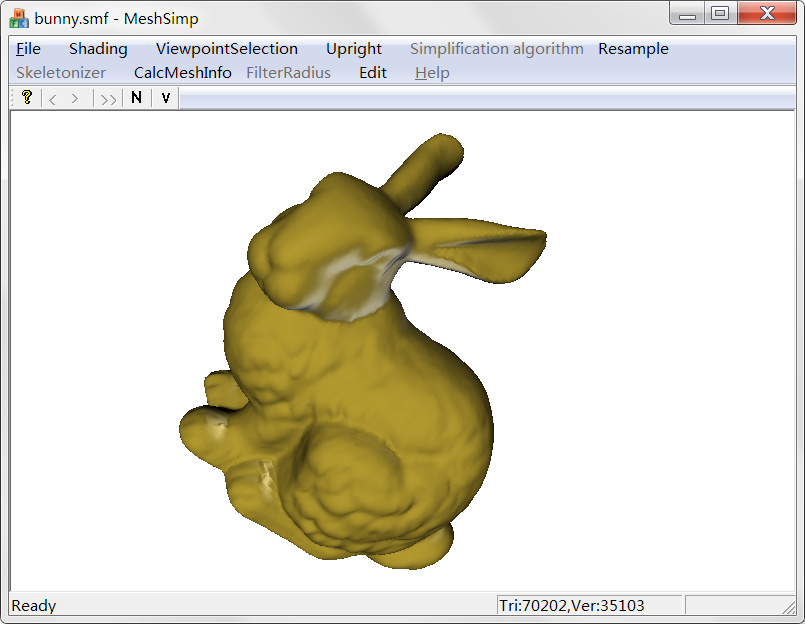 bunny.smf - MeshSimp
File Shading ViewpointSelection Upright Simplification algorithm Resample
Skeletonizer CalcMeshInfo FilterRadius Edit Help
? < > >> N V
Ready Tri:70202,Ver:35103